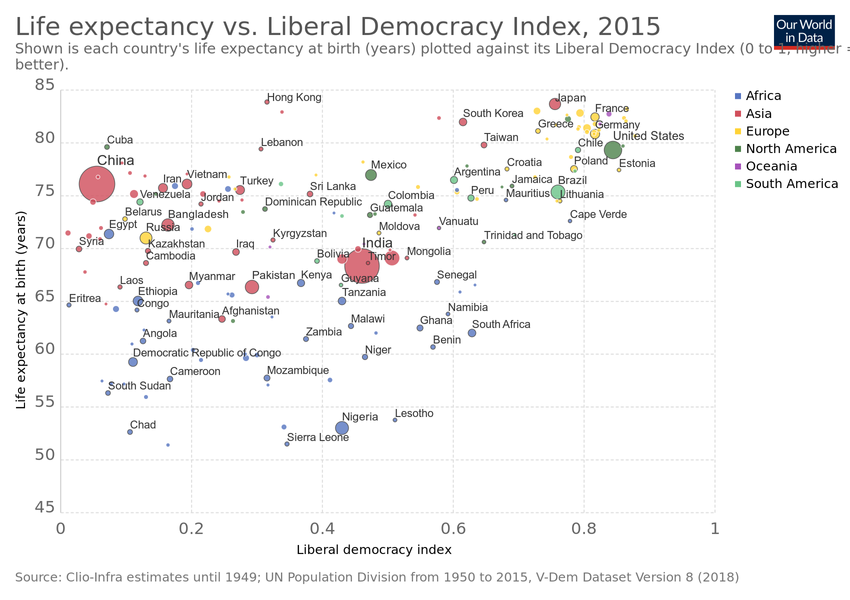 Life expectancy vs. Liberal Democracy Index, 2015
Our World
in Data
Shown is each country's life expectancy at birth (years) plotted against its Liberal Democracy Index (0 to 1, higher =
better).
85
80
75
70
65
60
55
50
45
0
0.2
0.4
0.6
0.8
1
Life expectancy at birth (years)
Liberal democracy index
Africa
Asia
Europe
North America
Oceania
South America
Hong Kong
Japan
France
South Korea
Greece
Germany
United States
Cuba
Lebanon
Taiwan
Chile
China
Mexico
Croatia
Poland
Estonia
Iran
Vietnam
Turkey
Sri Lanka
Argentina
Jamaica
Brazil
Venezuela
Jordan
Colombia
Peru
Mauritius
Lithuania
Dominican Republic
Guatemala
Belarus
Bangladesh
Cape Verde
Egypt
Russia
Moldova
Vanuatu
Syria
Kazakhstan
Iraq
Kyrgyzstan
India
Trinidad and Tobago
Cambodia
Bolivia
Timor
Mongolia
Laos
Myanmar
Pakistan
Kenya
Guyana
Senegal
Eritrea
Ethiopia
Congo
Tanzania
Mauritania
Afghanistan
Malawi
Ghana
Namibia
South Africa
Angola
Zambia
Benin
Democratic Republic of Congo
Niger
Cameroon
Mozambique
South Sudan
Chad
Nigeria
Lesotho
Sierra Leone
Source: Clio-Infra estimates until 1949; UN Population Division from 1950 to 2015, V-Dem Dataset Version 8 (2018)